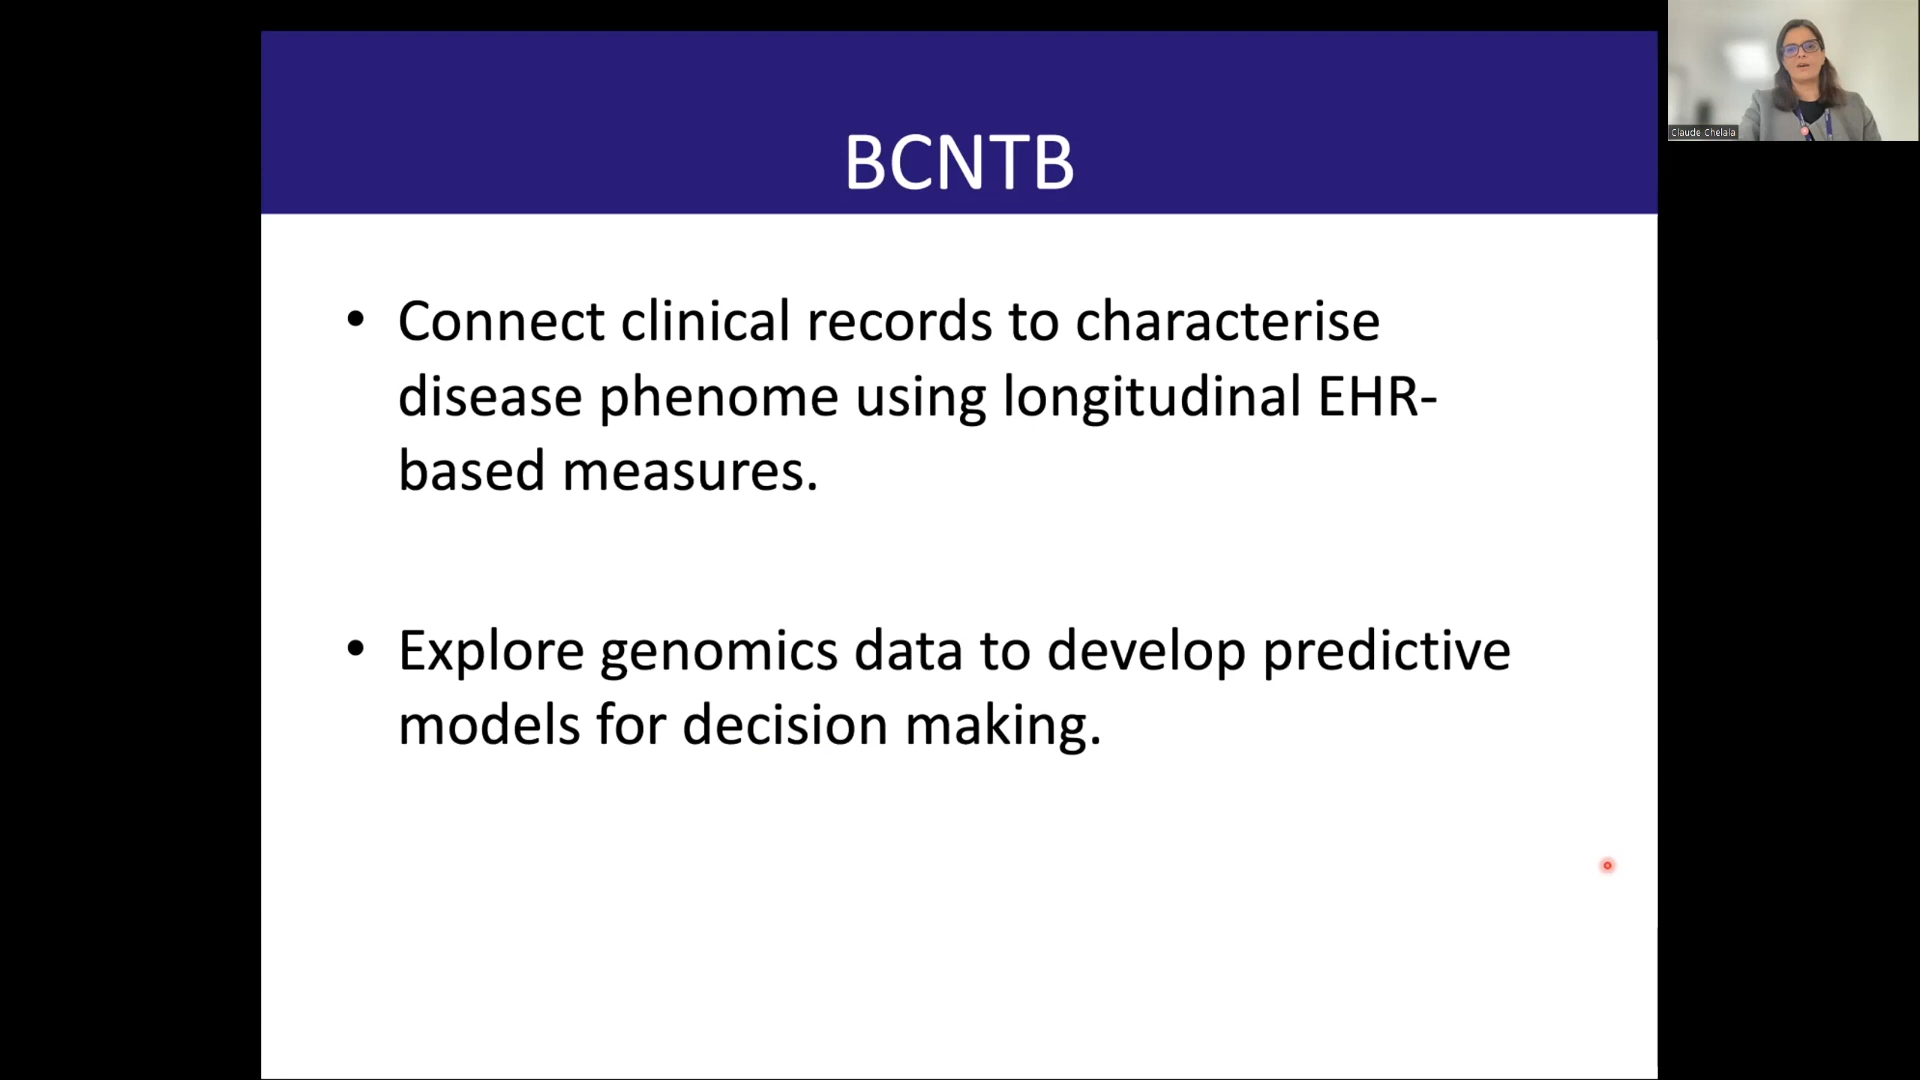 BCNTB
Claude Chelala
• Connect clinical records to characterise
disease phenome using longitudinal EHR-
based measures.
• Explore genomics data to develop predictive
models for decision making.